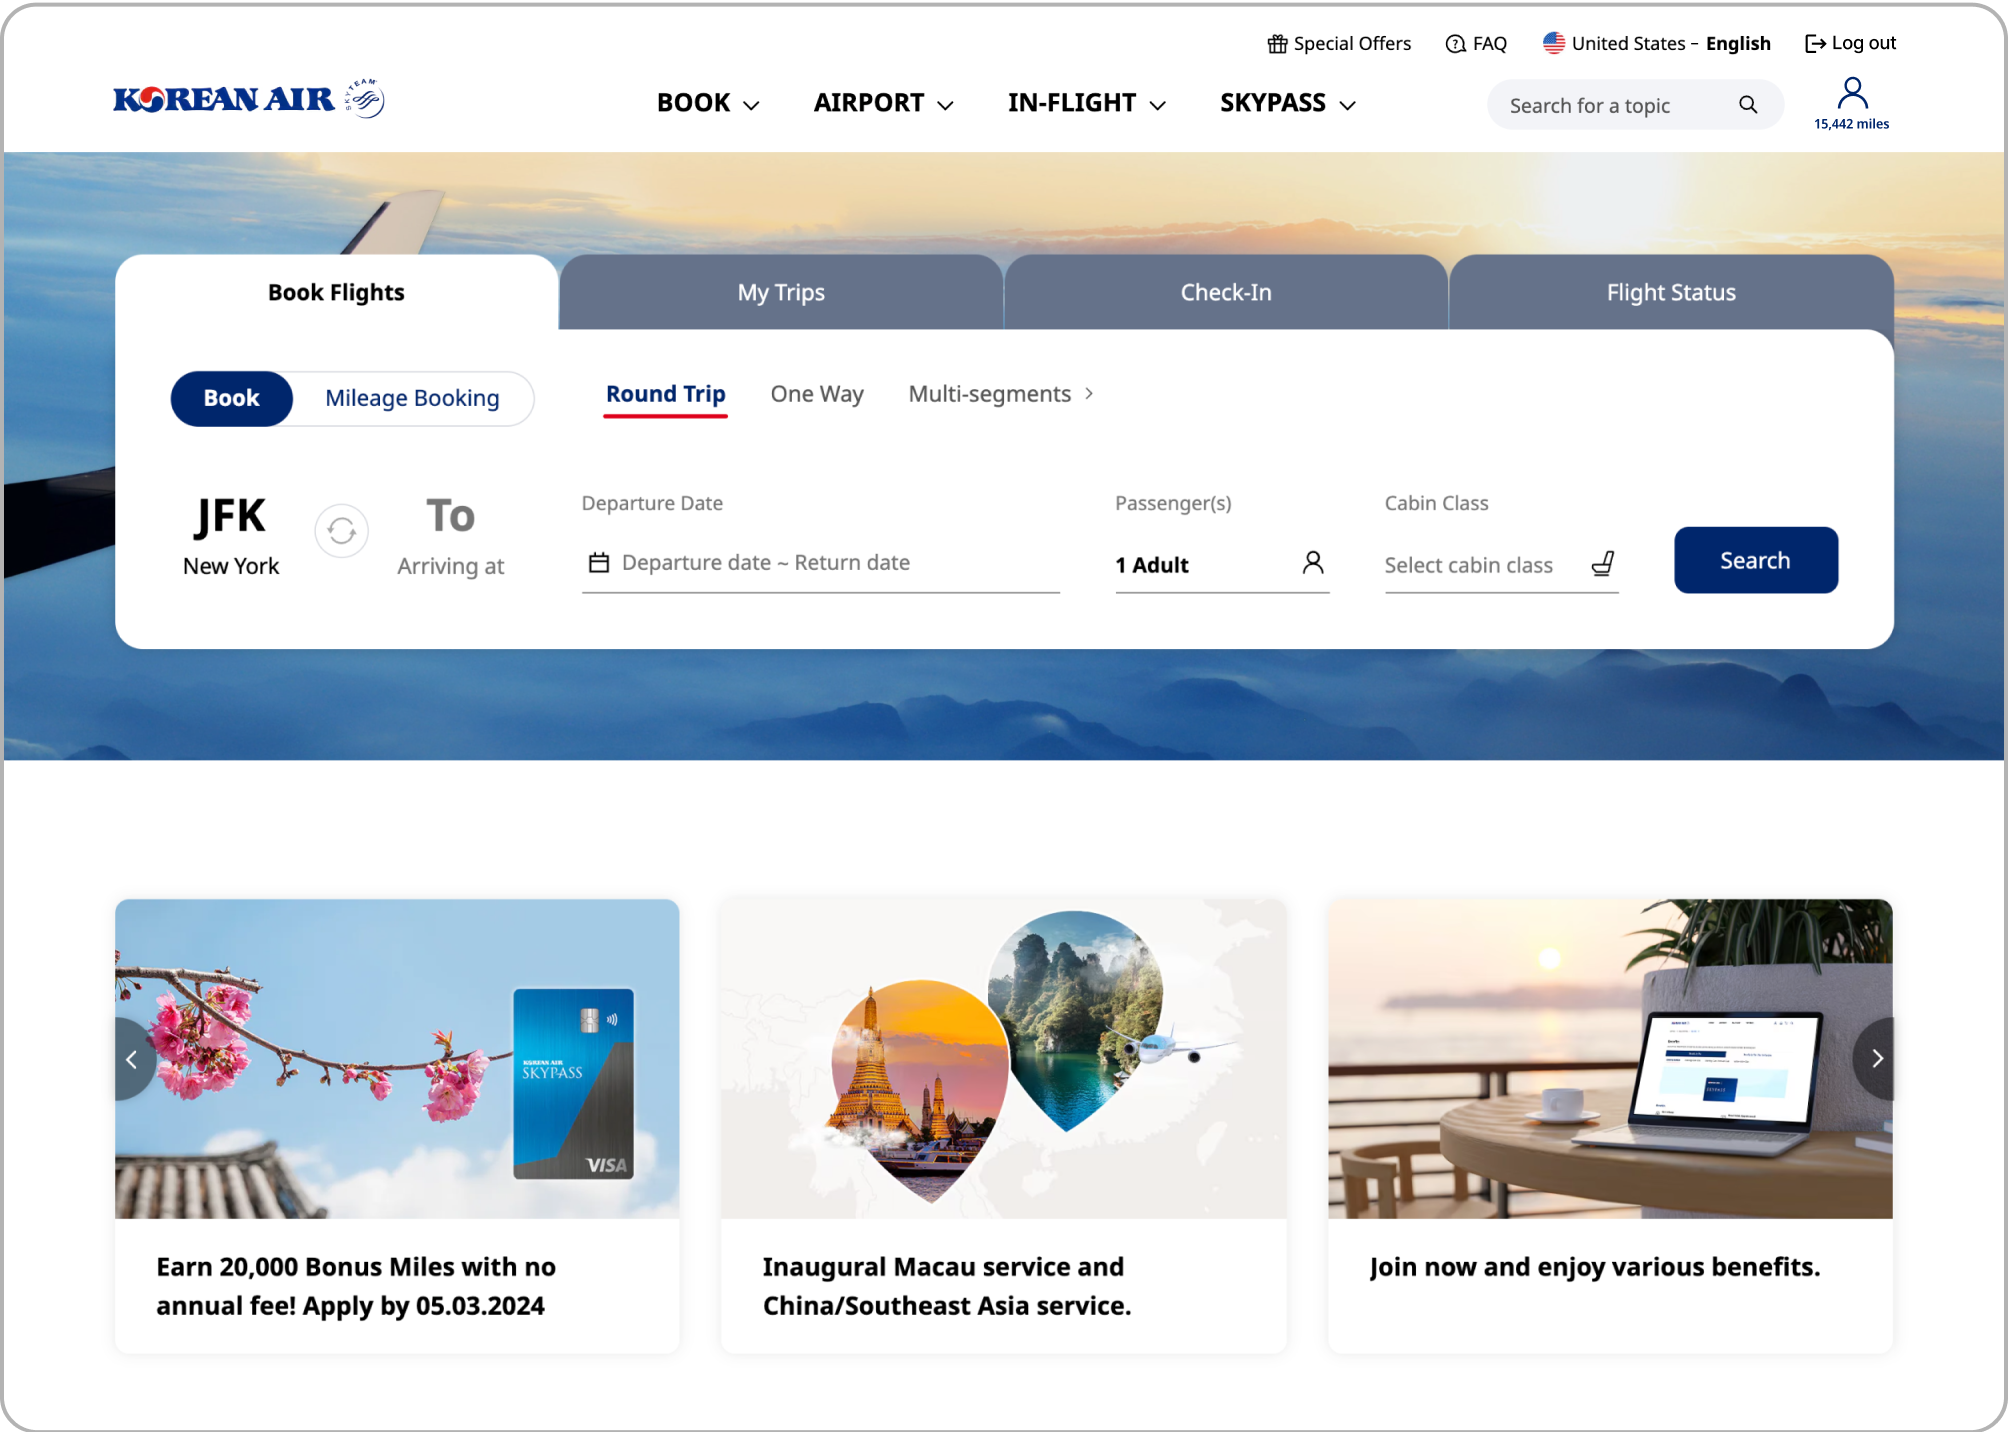 Special Offers
FAQ
United States - English
Log out
KOREAN AIR
SKYTEAM
BOOK
AIRPORT
IN-FLIGHT
SKYPASS
Search for a topic
15,442 miles
Book Flights
My Trips
Check-In
Flight Status
Book
Mileage Booking
Round Trip
One Way
Multi-segments
JFK
New York
To
Arriving at
Departure Date
Departure date ~ Return date
Passenger(s)
1 Adult
Cabin Class
Select cabin class
Search
KOREAN AIR
SKYPASS
VISA
Earn 20,000 Bonus Miles with no
annual fee! Apply by 05.03.2024
Inaugural Macau service and
China/Southeast Asia service.
Join now and enjoy various benefits.